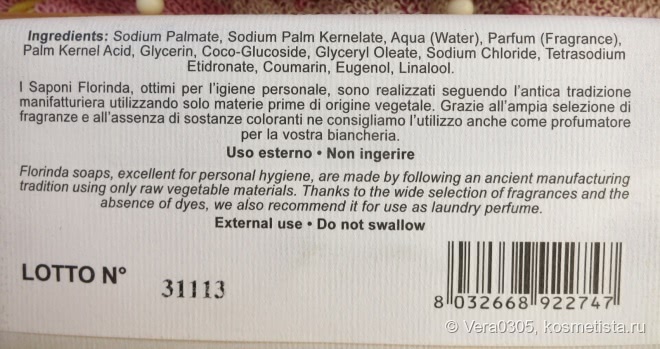 Ingredients: Sodium Palmate, Sodium Palm Kernelate, Aqua (Water), Parfum (Fragrance),
Palm Kernel Acid, Glycerin, Coco-Glucoside, Glyceryl Oleate, Sodium Chloride, Tetrasodium
Etidronate, Coumarin, Eugenol, Linalool.
I Saponi Florinda, ottimi per l'igiene personale, sono realizzati seguendo l'antica tradizione
manifatturiera utilizzando solo materie prime di origine vegetale. Grazie all'ampia selezione di
fragranze e all'assenza di sostanze coloranti ne consigliamo l'utilizzo anche come profumatore
per la vostra biancheria.
Uso esterno • Non ingerire
Florinda soaps, excellent for personal hygiene, are made by following an ancient manufacturing
tradition using only raw vegetable materials. Thanks to the wide selection of fragrances and the
absence of dyes, we also recommend it for use as laundry perfume.
External use • Do not swallow
LOTTO N° 31113
8 032668 922747
© Vera0305, kosmetista.ru